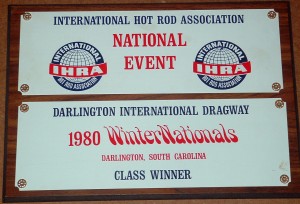 INTERNATIONAL HOT ROD ASSOCIATION
NATIONAL
EVENT
INTERNATIONAL
IHRA
HOT ROD ASSOCIATION
INTERNATIONAL
IHRA
HOT ROD ASSOCIATION
DARLINGTON INTERNATIONAL DRAGWAY
1980 WinterNationals
DARLINGTON, SOUTH CAROLINA
CLASS WINNER